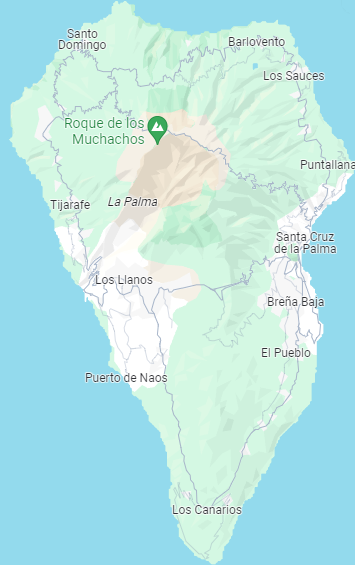 Santo
Domingo
Barlovento
Los Sauces
Roque de los
Muchachos
Puntallana
La Palma
Tijarafe
Santa Cruz
de la Palma
Los Llanos
Breña Baja
El Pueblo
Puerto de Naos
Los Canarios